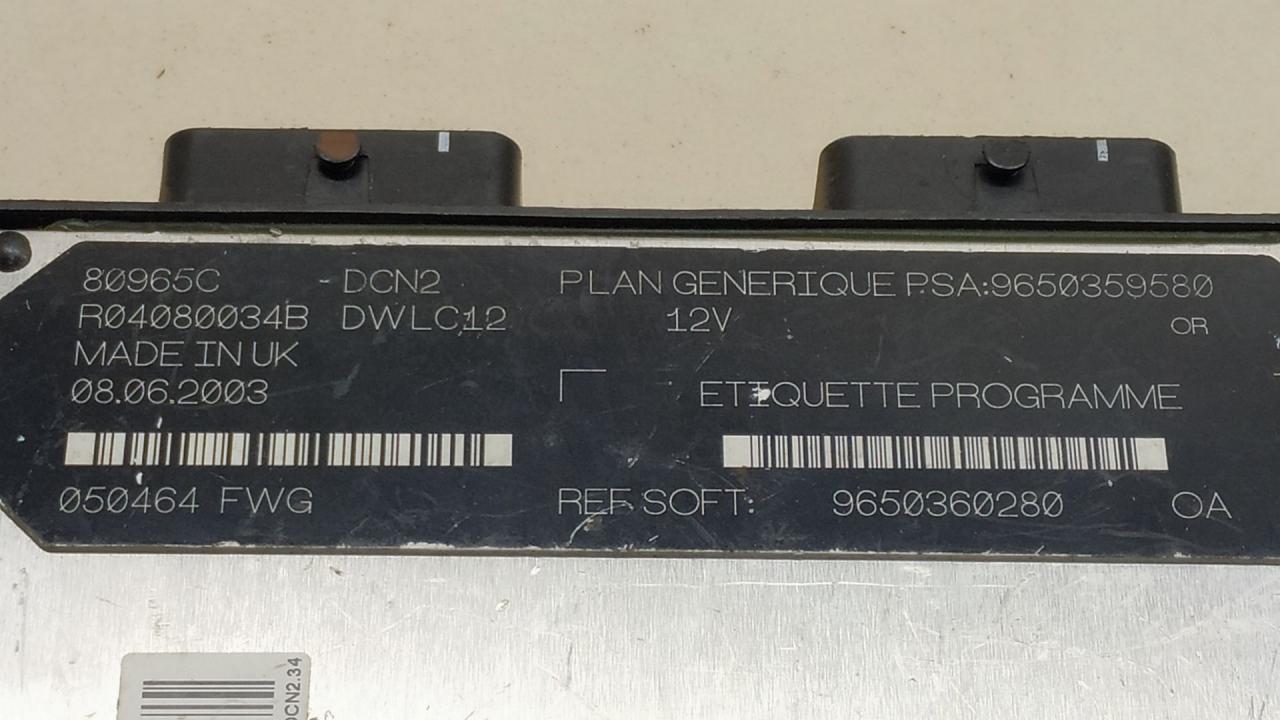 80965C DCN2 PLAN GENERIQUE PSA:9650359580
R04080034B DWLC12 12V OR
MADE IN UK
08.06.2003 ETIQUETTE PROGRAMME
050464 FWG REF SOFT: 9650360280 OA
DCN2.34